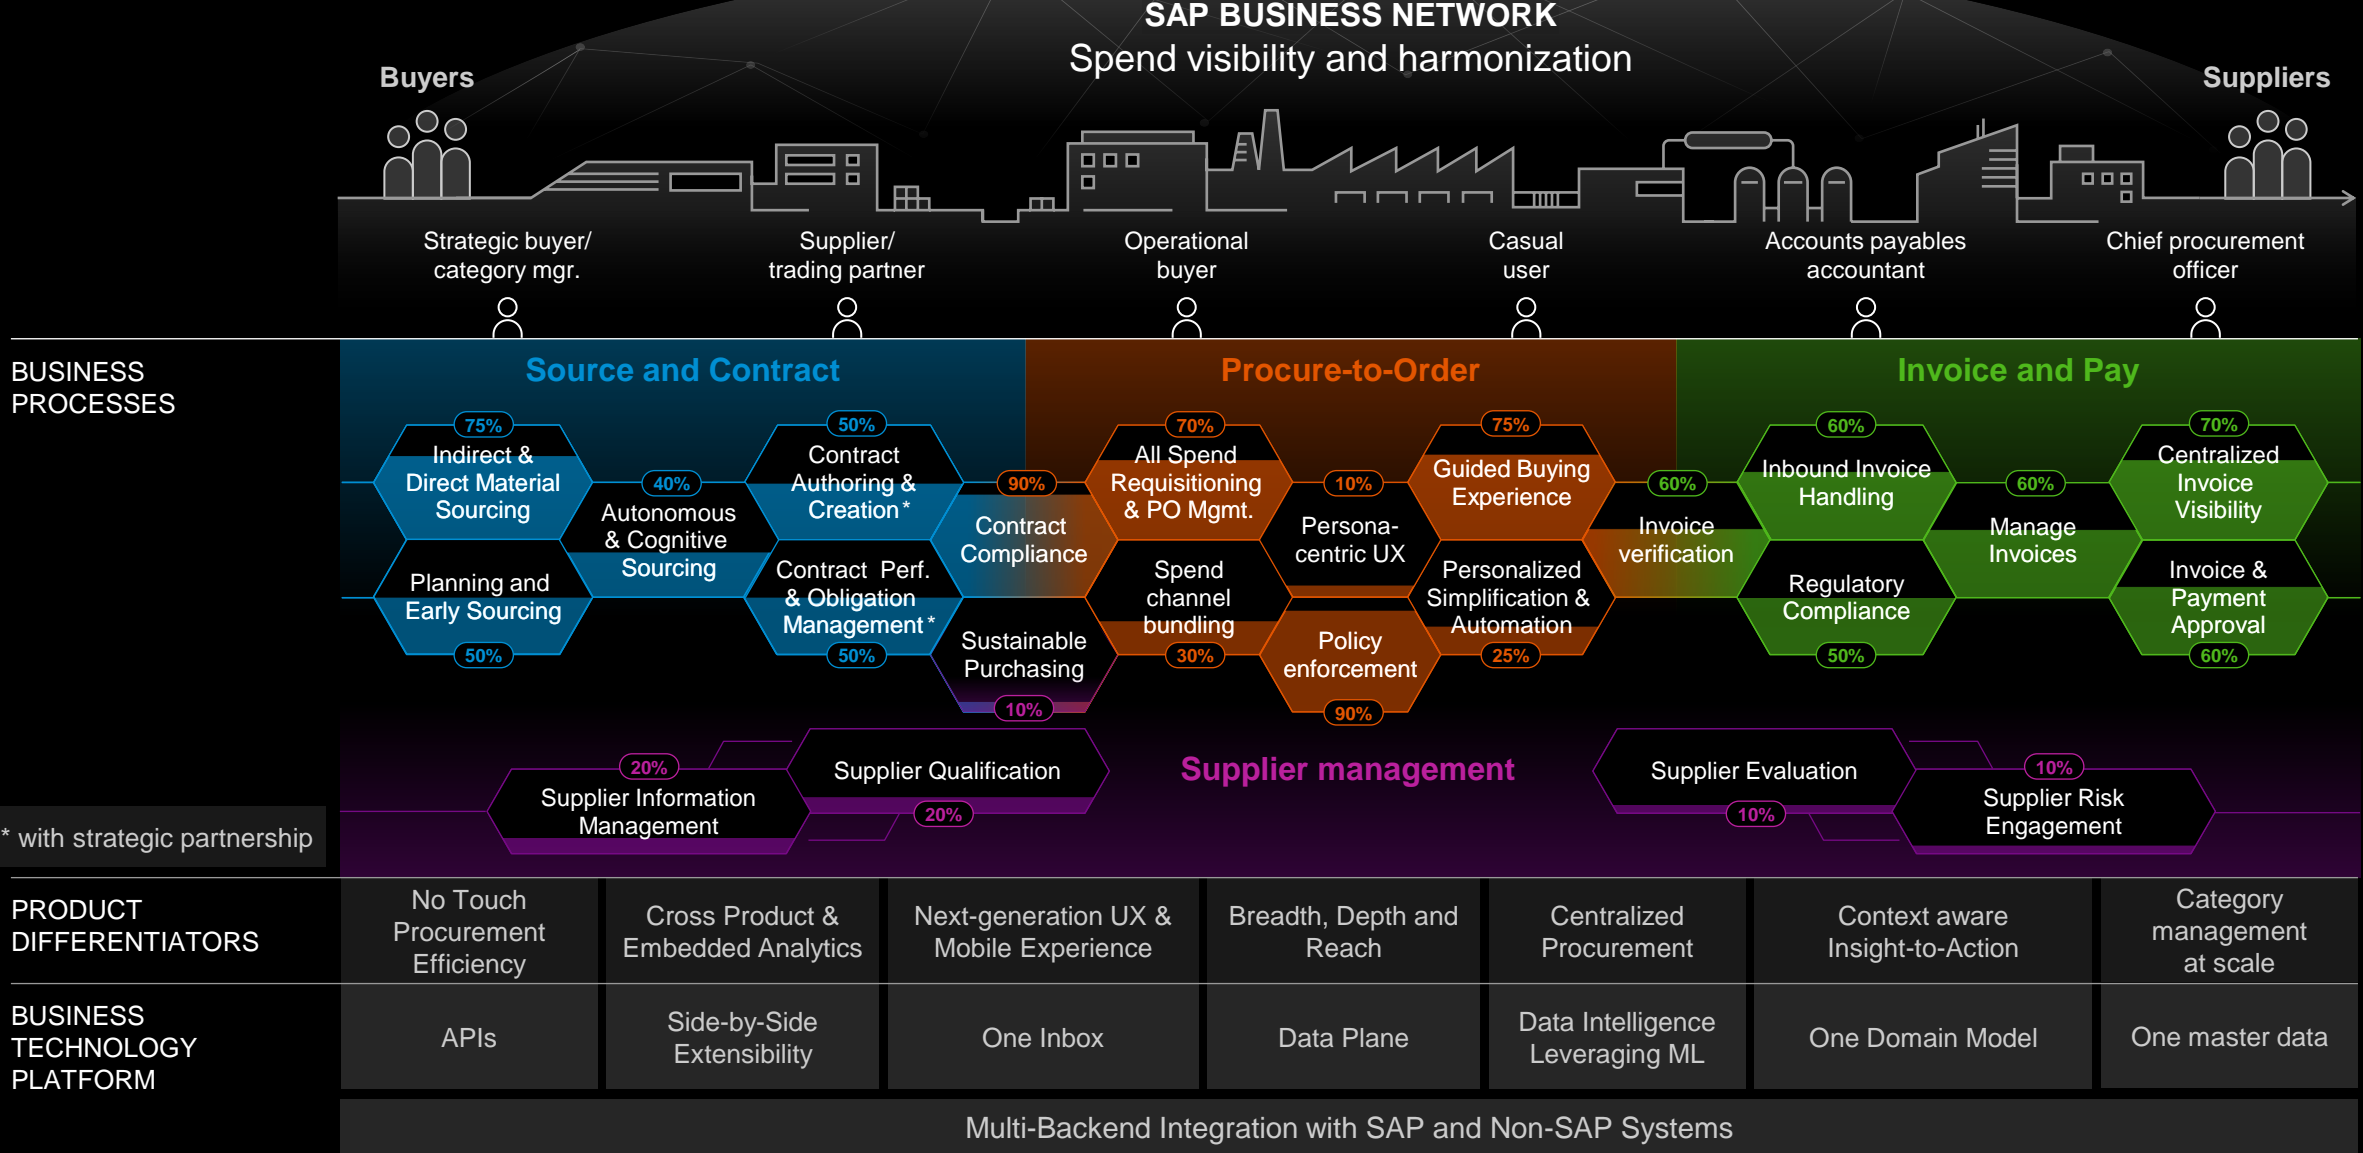 SAP BUSINESS NETWORK
Spend visibility and harmonization
Buyers
Suppliers
Strategic buyer/
category mgr.
Supplier/
trading partner
Operational
buyer
Casual
user
Accounts payables
accountant
Chief procurement
officer
BUSINESS
PROCESSES
Source and Contract
Procure-to-Order
Invoice and Pay
75%
Indirect &
Direct Material
Sourcing
Planning and
Early Sourcing
50%
40%
Autonomous
& Cognitive
Sourcing
50%
Contract
Authoring &
Creation*
Contract Perf.
& Obligation
Management*
50%
90%
Contract
Compliance
Sustainable
Purchasing
10%
70%
All Spend
Requisitioning
& PO Mgmt.
Spend
channel
bundling
30%
10%
Persona-
centric UX
Policy
enforcement
90%
75%
Guided Buying
Experience
Personalized
Simplification &
Automation
25%
60%
Invoice
verification
60%
Inbound Invoice
Handling
Regulatory
Compliance
50%
60%
Manage
Invoices
70%
Centralized
Invoice
Visibility
Invoice &
Payment
Approval
60%
Supplier management
20%
Supplier Information
Management
Supplier Qualification
20%
Supplier Evaluation
10%
10%
Supplier Risk
Engagement
* with strategic partnership
PRODUCT
DIFFERENTIATORS
No Touch
Procurement
Efficiency
Cross Product &
Embedded Analytics
Next-generation UX &
Mobile Experience
Breadth, Depth and
Reach
Centralized
Procurement
Context aware
Insight-to-Action
Category
management
at scale
BUSINESS
TECHNOLOGY
PLATFORM
APIs
Side-by-Side
Extensibility
One Inbox
Data Plane
Data Intelligence
Leveraging ML
One Domain Model
One master data
Multi-Backend Integration with SAP and Non-SAP Systems